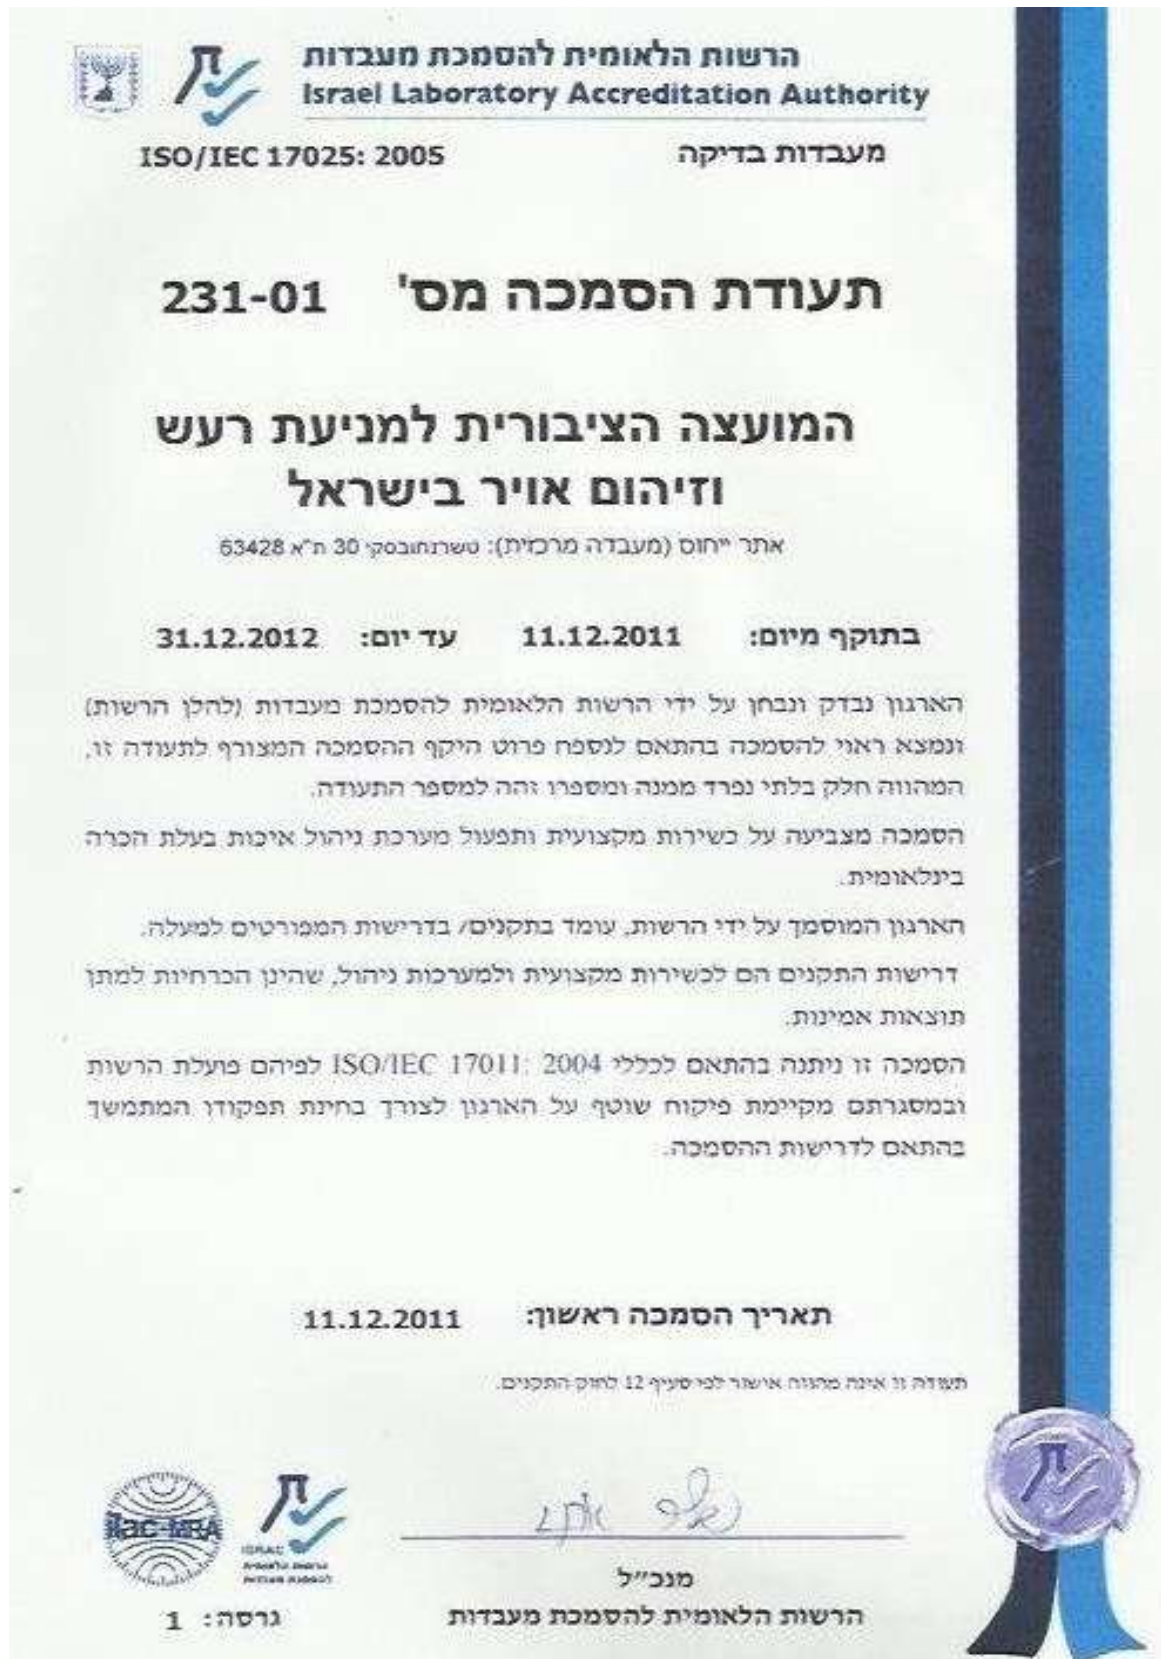 הרשות הלאומית להסמכת מעבדות
Israel Laboratory Accreditation Authority
מעבדות בדיקה ISO/IEC 17025: 2005
תעודת הסמכה מס' 231-01
המועצה הציבורית למניעת רעש
וזיהום אויר בישראל
אתר ייחוס (מעבדה מרכזית): טשרנחובסקי 30 ת"א 63428
בתוקף מיום: 11.12.2011 עד יום: 31.12.2012
הארגון נבדק ונבחן על ידי הרשות הלאומית להסמכת מעבדות (להלן הרשות)
ונמצא ראוי להסמכה בהתאם לנספח פרוט היקף ההסמכה המצורף לתעודה זו,
המהווה חלק בלתי נפרד ממנה ומספרו זהה למספר התעודה.
הסמכה מצביעה על כשירות מקצועית ותפעול מערכת ניהול איכות בעלת הכרה
בינלאומית.
הארגון המוסמך על ידי הרשות, עומד בתקנים/ בדרישות המפורטים למעלה.
דרישות התקנים הם לכשירות מקצועית ולמערכות ניהול, שהינן הכרחיות למתן
תוצאות אמינות.
הסמכה זו ניתנה בהתאם לכללי ISO/IEC 17011: 2004 לפיהם פועלת הרשות
ובמסגרתם מקיימת פיקוח שוטף על הארגון לצורך בחינת תפקודו המתמשך
בהתאם לדרישות ההסמכה.
תאריך הסמכה ראשון: 11.12.2011
תעודה זו אינה מהווה אישור לפי סעיף 12 לחוק התקנים.
ilac-MRA
ISRAC
הרשות הלאומית
להסמכת מעבדות
מנכ"ל
הרשות הלאומית להסמכת מעבדות
גרסה: 1